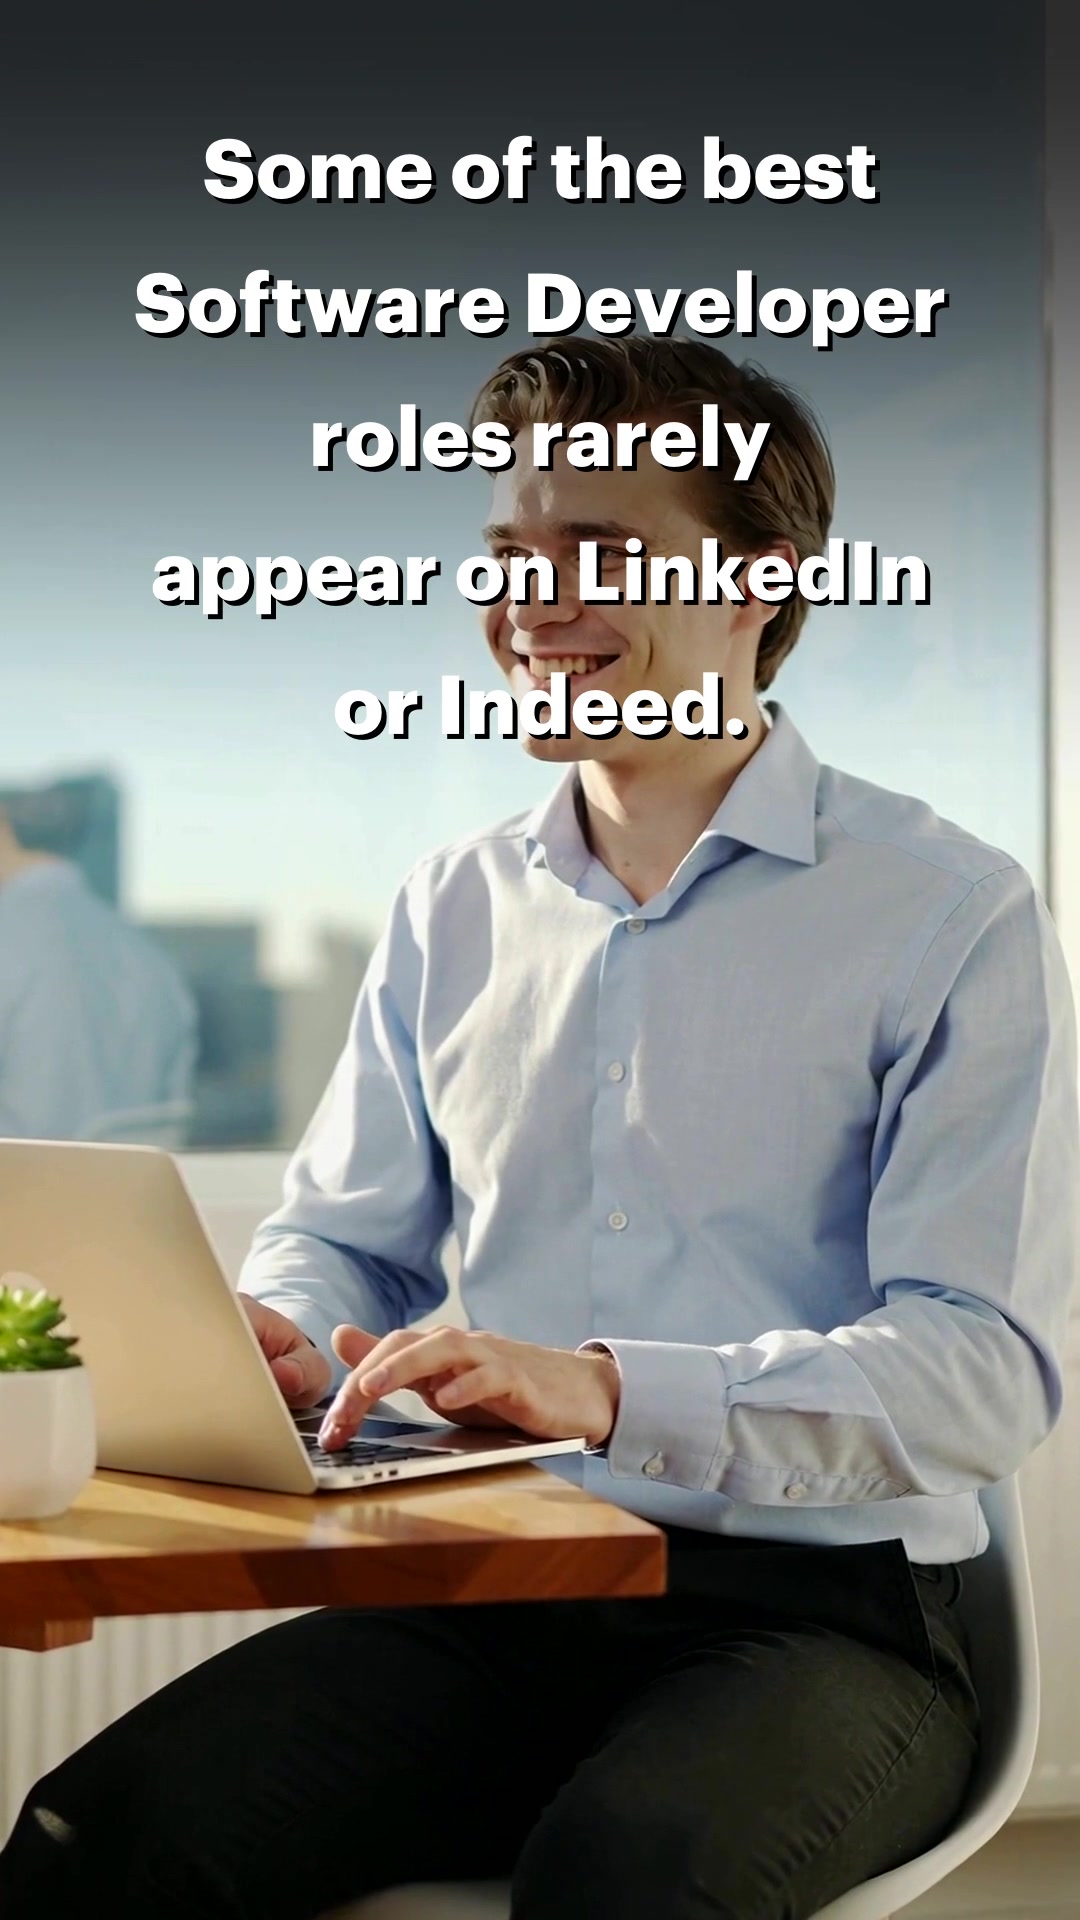 Some of the best
Software Developer
roles rarely
appear on LinkedIn
or Indeed.